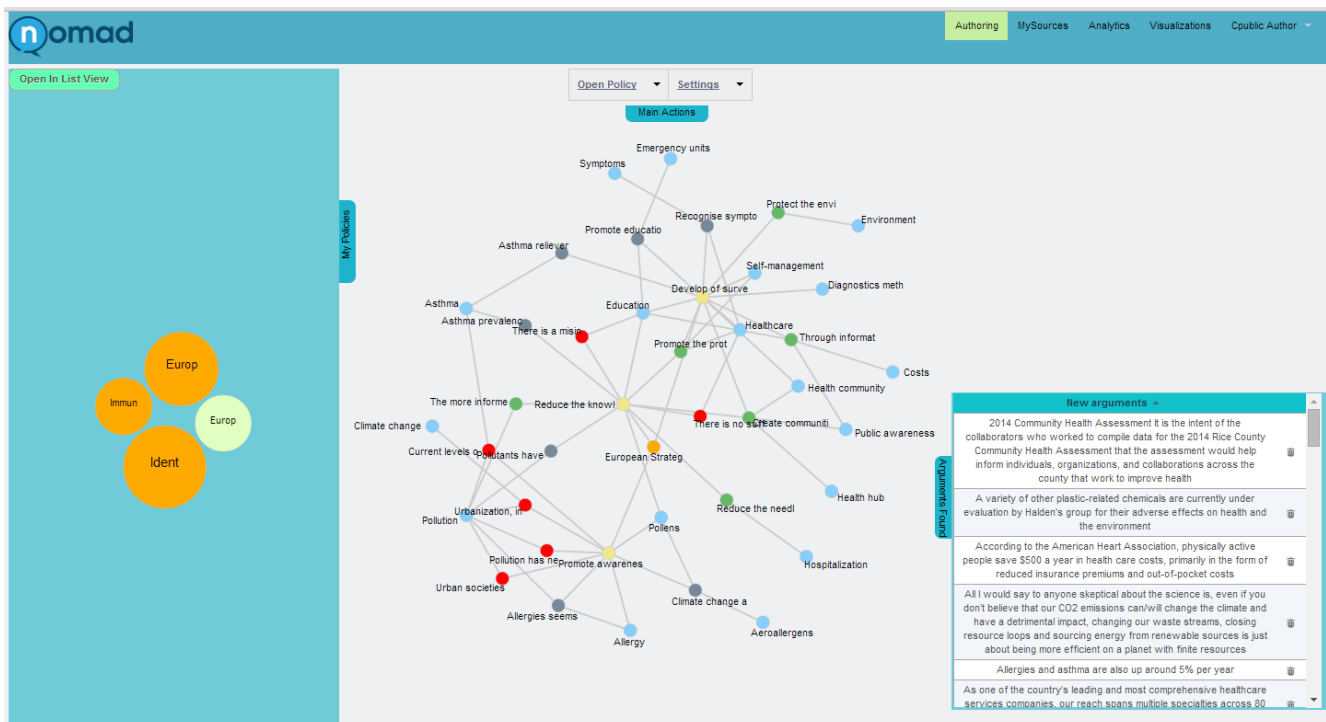 nomad
Authoring MySources Analytics Visualizations Cpublic Author
Open In List View
Open Policy Settings
Main Actions
My Policies
Europ
Immun
Europ
Ident
Emergency units
Symptoms
Protect the envi
Recognise sympto
Environment
Promote educatio
Asthma reliever
Self-management
Diagnostics meth
Develop of surve
Asthma
Education
Asthma prevalenc
There is a misin
Healthcare
Through informat
Promote the prot
Costs
Health community
The more informe
Reduce the knowl
Climate change
There is no suff
Create communiti
Public awareness
Current levels o
Pollutants have
European Strateg
Health hub
Reduce the needl
Urbanization, in
Pollution
Pollens
Pollution has ne
Promote awarenes
Hospitalization
Urban societies
Climate change a
Allergies seems
Aeroallergens
Allergy
Arguments Found
New arguments
2014 Community Health Assessment It is the intent of the
collaborators who worked to compile data for the 2014 Rice County
Community Health Assessment that the assessment would help
inform individuals, organizations, and collaborations across the
county that work to improve health
A variety of other plastic-related chemicals are currently under
evaluation by Halden's group for their adverse effects on health and
the environment
According to the American Heart Association, physically active
people save $500 a year in health care costs, primarily in the form of
reduced insurance premiums and out-of-pocket costs
All I would say to anyone skeptical about the science is, even if you
don't believe that our CO2 emissions can/will change the climate and
have a detrimental impact, changing our waste streams, closing
resource loops and sourcing energy from renewable sources is just
about being more efficient on a planet with finite resources
Allergies and asthma are also up around 5% per year
As one of the country's leading and most comprehensive healthcare
services companies, our reach spans multiple specialties across 80